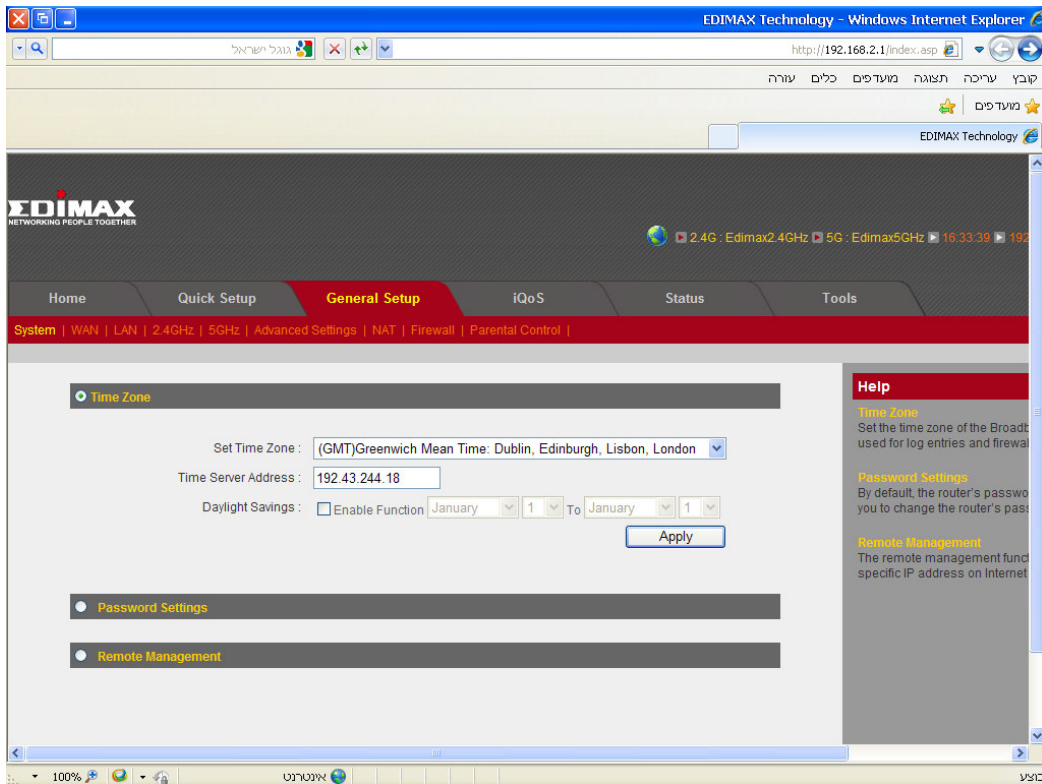 EDIMAX Technology - Windows Internet Explorer
גוגל ישראל
http://192.168.2.1/index.asp
קובץ עריכה תצוגה מועדפים כלים עזרה
מועדפים
EDIMAX Technology
EDIMAX
NETWORKING PEOPLE TOGETHER
2.4G : Edimax2.4GHz 5G : Edimax5GHz 16:33:39 192
Home Quick Setup General Setup iQoS Status Tools
System | WAN | LAN | 2.4GHz | 5GHz | Advanced Settings | NAT | Firewall | Parental Control |
Time Zone
Set Time Zone : (GMT)Greenwich Mean Time: Dublin, Edinburgh, Lisbon, London
Time Server Address : 192.43.244.18
Daylight Savings : Enable Function January 1 To January 1
Apply
Password Settings
Remote Management
Help
Time Zone
Set the time zone of the Broadb
used for log entries and firewal
Password Settings
By default, the router's passwo
you to change the router's pass
Remote Management
The remote management funct
specific IP address on Internet
100%
אינטרנט
בוצע